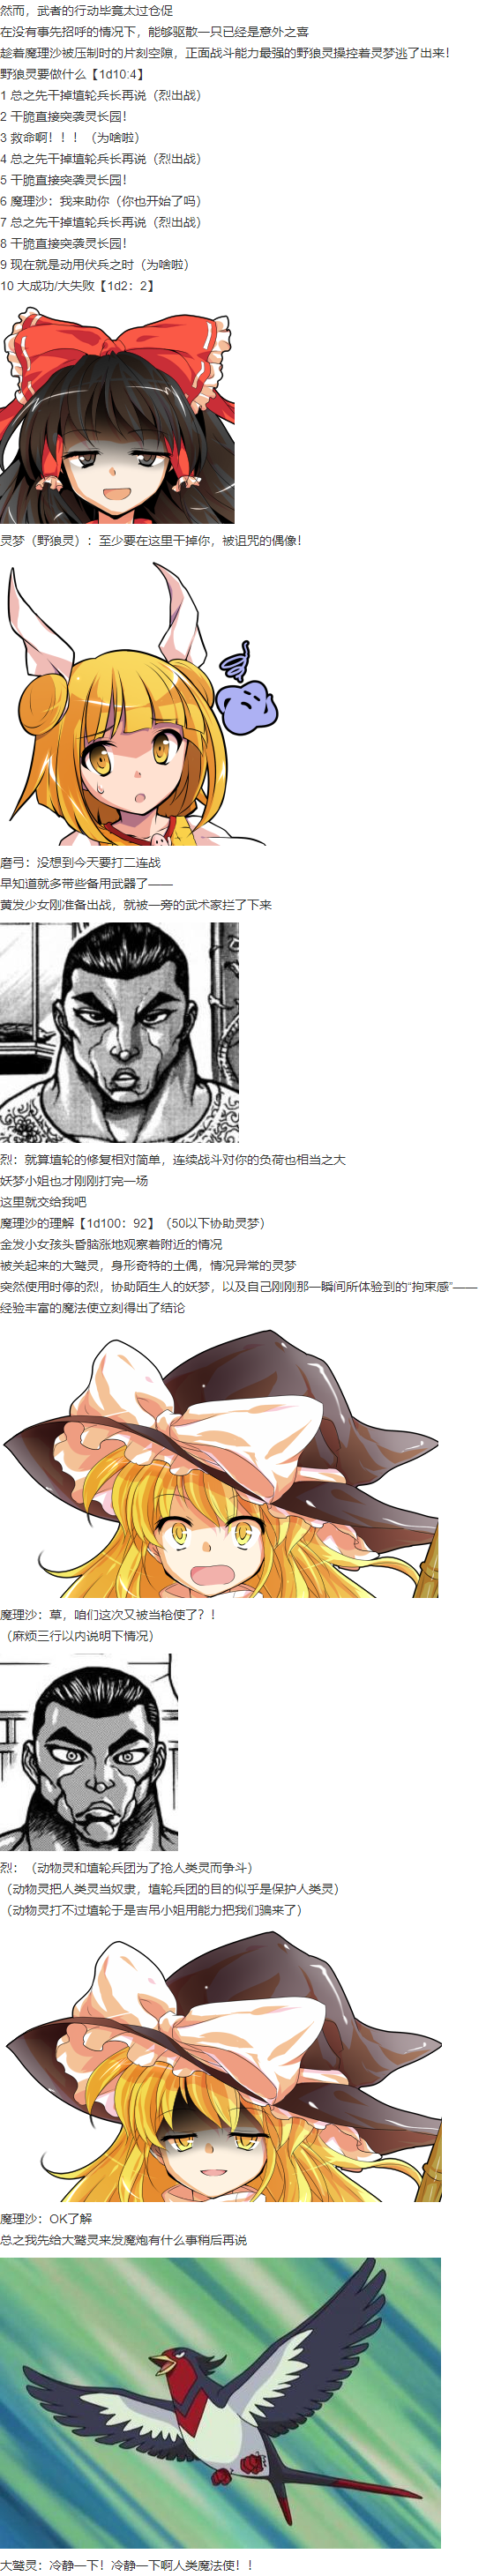 然而，武者的行动毕竟太过仓促
在没有事先招呼的情况下，能够驱散一只已经是意外之喜
趁着魔理沙被压制时的片刻空隙，正面战斗能力最强的野狼灵操控着灵梦逃了出来！
野狼灵要做什么【1d10:4】
1 总之先干掉埴轮兵长再说（烈出战）
2 干脆直接突袭灵长园！
3 救命啊！！！（为啥啦）
4 总之先干掉埴轮兵长再说（烈出战）
5 干脆直接突袭灵长园！
6 魔理沙：我来助你（你也开始了吗）
7 总之先干掉埴轮兵长再说（烈出战）
8 干脆直接突袭灵长园！
9 现在就是动用伏兵之时（为啥啦）
10 大成功/大失败【1d2：2】
灵梦（野狼灵）：至少要在这里干掉你，被诅咒的偶像！
磨弓：没想到今天要打二连战
早知道就多带些备用武器了——
黄发少女刚准备出战，就被一旁的武术家拦了下来
烈：就算埴轮的修复相对简单，连续战斗对你的负荷也相当之大
妖梦小姐也才刚刚打完一场
这里就交给我吧
魔理沙的理解【1d100：92】（50以下协助灵梦）
金发小女孩头昏脑涨地观察着附近的情况
被关起来的大鹫灵，身形奇特的土偶，情况异常的灵梦
突然使用时停的烈，协助陌生人的妖梦，以及自己刚刚那一瞬间所体验到的“拘束感”——
经验丰富的魔法使立刻得出了结论
魔理沙：草，咱们这次又被当枪使了？！
（麻烦三行以内说明下情况）
烈：（动物灵和埴轮兵团为了抢人类灵而争斗）
（动物灵把人类灵当奴隶，埴轮兵团的目的似乎是保护人类灵）
（动物灵打不过埴轮于是吉吊小姐用能力把我们骗来了）
魔理沙：OK了解
总之我先给大鹫灵来发魔炮有什么事稍后再说
大鹫灵：冷静一下！冷静一下啊人类魔法使！！